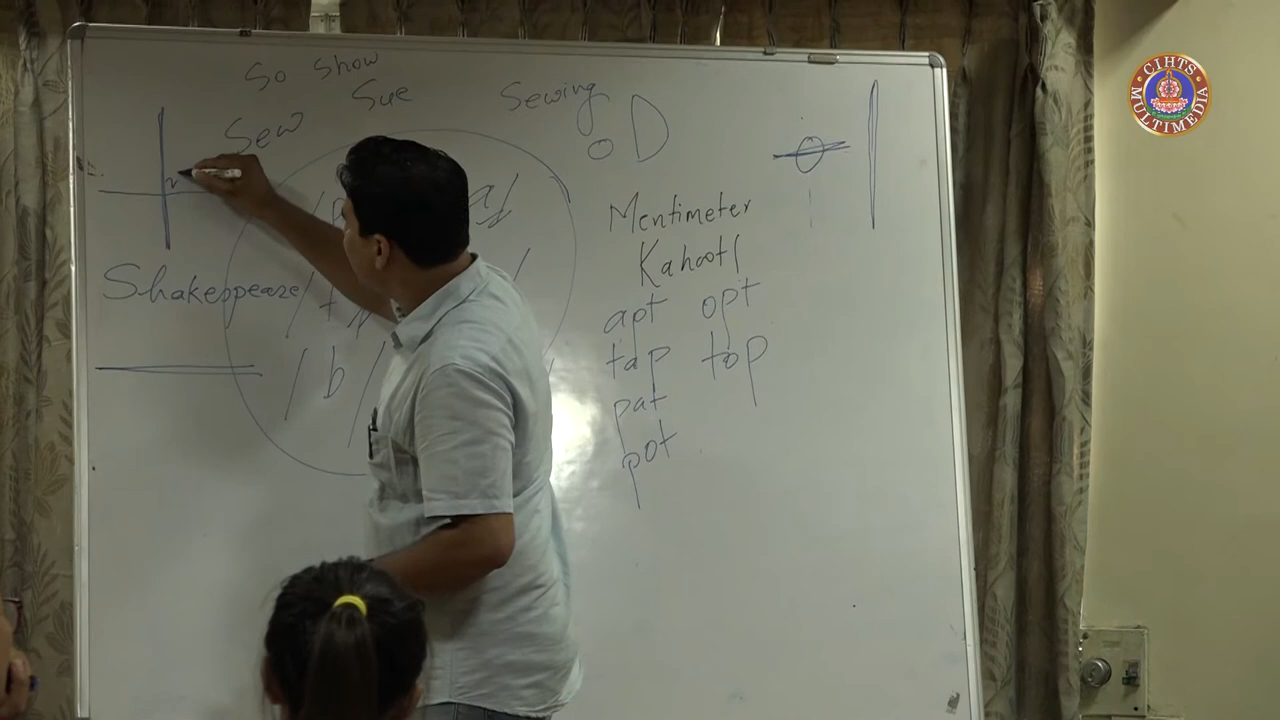 So show
Sue
Sewing
Sew
Shakespeare
/ t
/ b /
Mentimeter
Kahoot
apt opt
tap top
pat
pot
CIHTS
MULTIMEDIA